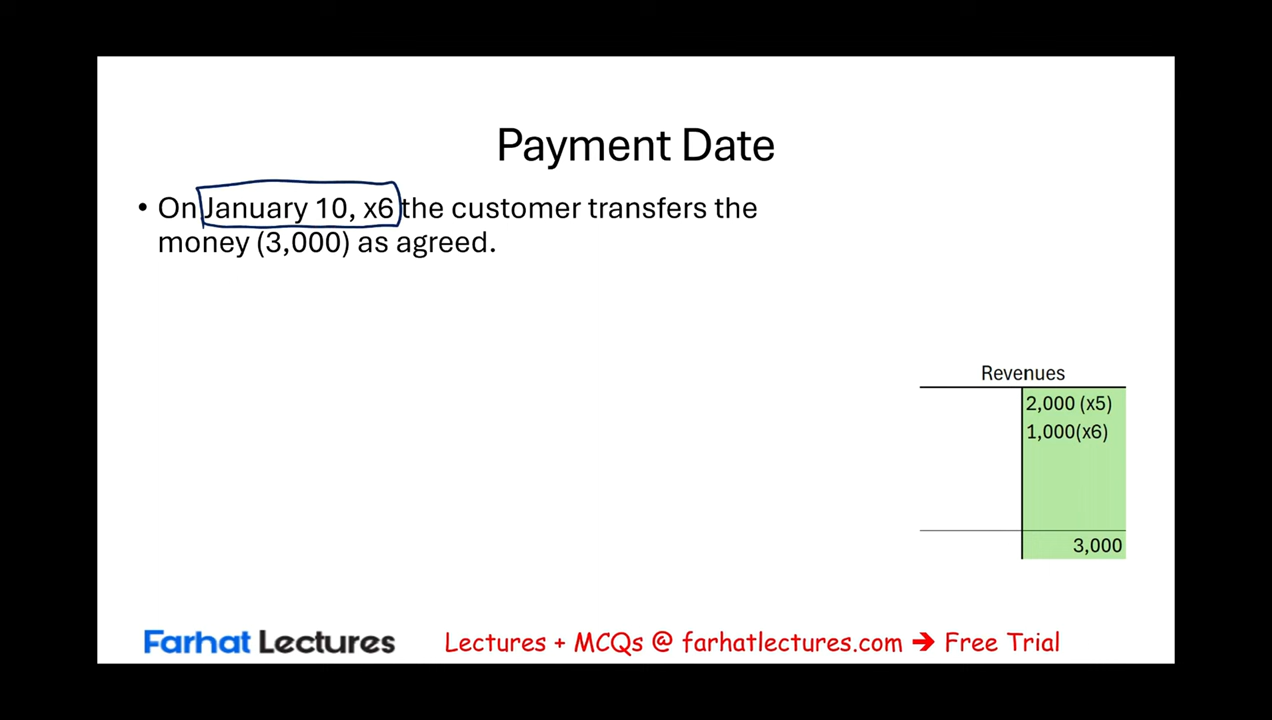 Payment Date
• On January 10, x6 the customer transfers the
money (3,000) as agreed.
Revenues
2,000 (x5)
1,000(x6)
3,000
Farhat Lectures
Lectures + MCQs @ farhatlectures.com ➔ Free Trial